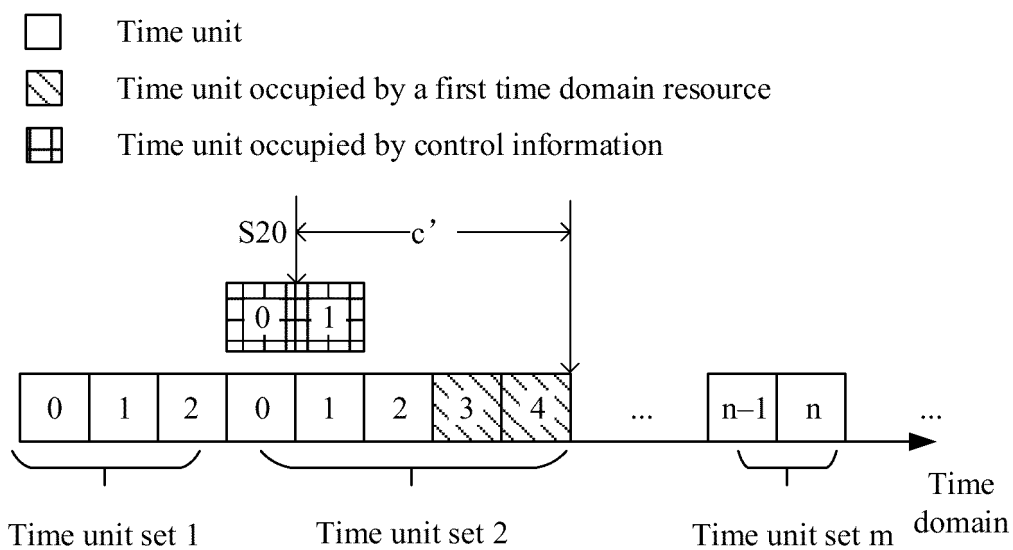 Time unit
Time unit occupied by a first time domain resource
Time unit occupied by control information
S20 c’
0 1
0 1 2 0 1 2 3 4 ... n–1 n ...
Time unit set 1 Time unit set 2 Time unit set m
Time
domain